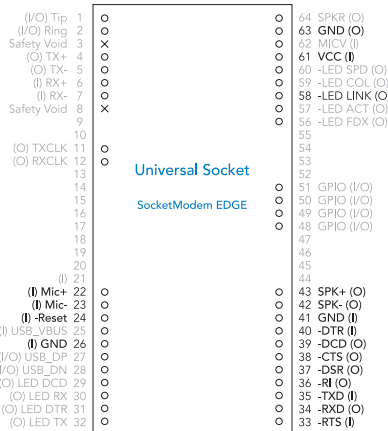 (I/O) Tip 1
(I/O) Ring 2
Safety Void 3
(O) TX+ 4
(O) TX- 5
(I) RX+ 6
(I) RX- 7
Safety Void 8
9
10
(O) TXCLK 11
(O) RXCLK 12
13
14
15
16
17
18
19
20
(I) 21
(I) Mic+ 22
(I) Mic- 23
(I) -Reset 24
(I) USB_VBUS 25
(I) GND 26
(I/O) USB_DP 27
(I/O) USB_DN 28
(O) LED DCD 29
(O) LED RX 30
(O) LED DTR 31
(O) LED TX 32
Universal Socket
SocketModem EDGE
64 SPKR (O)
63 GND (O)
62 MICV (I)
61 VCC (I)
60 -LED SPD (O)
59 -LED COL (O)
58 -LED LINK (O)
57 -LED ACT (O)
56 -LED FDX (O)
55
54
53
52
51 GPIO (I/O)
50 GPIO (I/O)
49 GPIO (I/O)
48 GPIO (I/O)
47
46
45
44
43 SPK+ (O)
42 SPK- (O)
41 GND (I)
40 -DTR (I)
39 -DCD (O)
38 -CTS (O)
37 -DSR (O)
36 -RI (O)
35 -TXD (I)
34 -RXD (O)
33 -RTS (I)